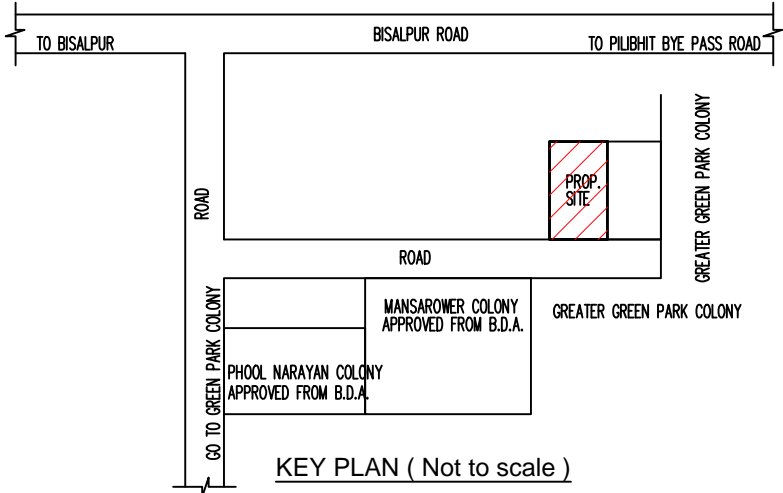 BISALPUR ROAD
TO BISALPUR
TO PILIBHIT BYE PASS ROAD
GREATER GREEN PARK COLONY
PROP.
SITE
ROAD
ROAD
MANSAROWER COLONY
APPROVED FROM B.D.A.
GREATER GREEN PARK COLONY
GO TO GREEN PARK COLONY
PHOOL NARAYAN COLONY
APPROVED FROM B.D.A.
KEY PLAN ( Not to scale )